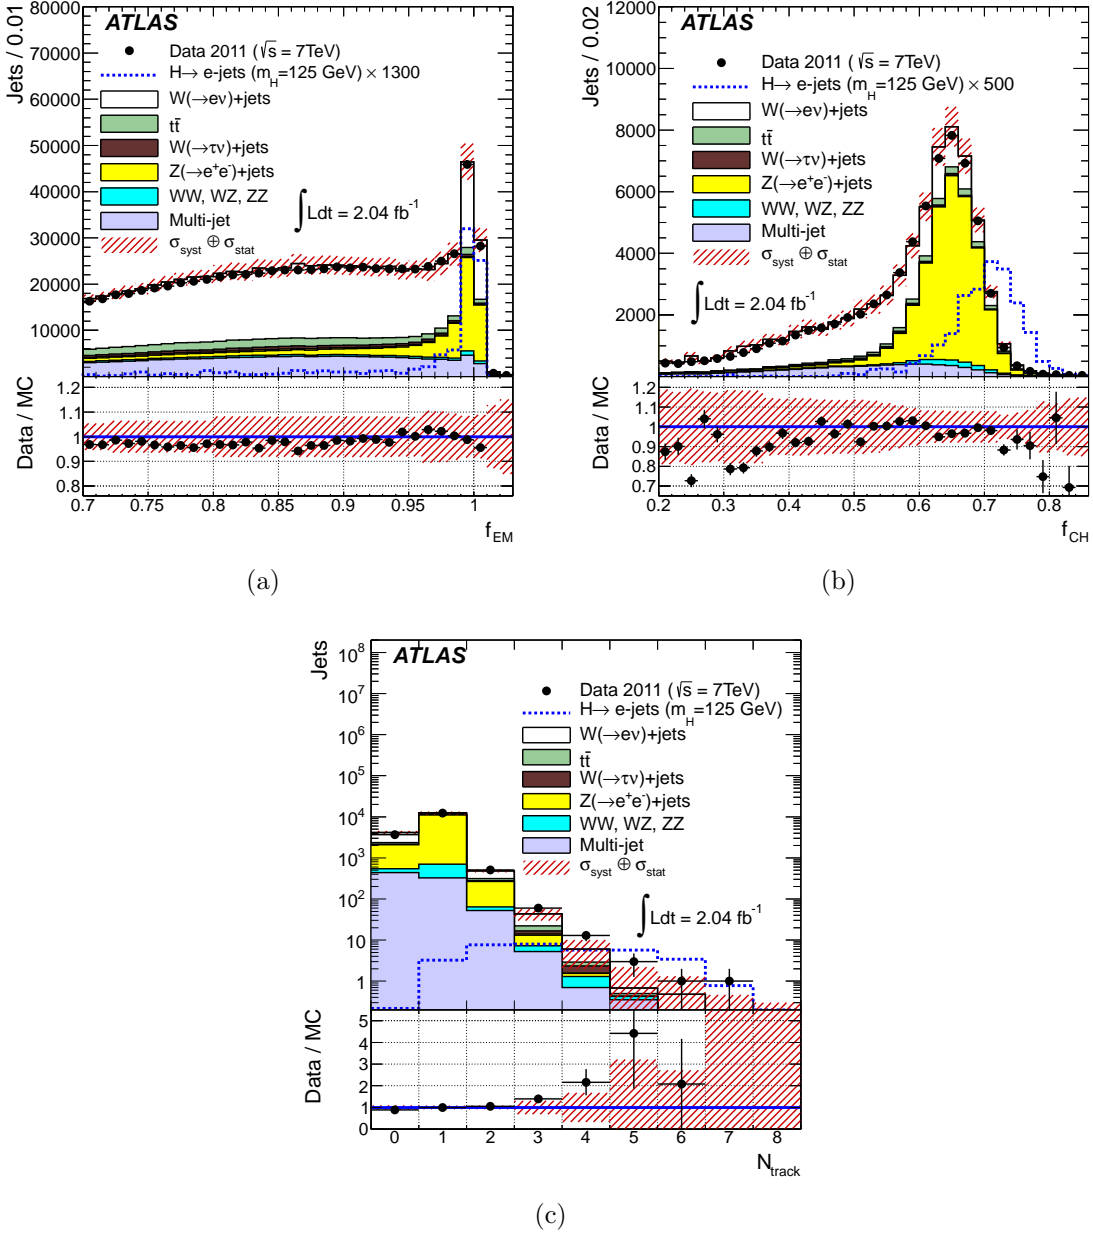 ATLAS
Jets / 0.01
80000
70000
60000
50000
40000
30000
20000
10000
Data 2011 (√s = 7TeV)
H→ e-jets (m_H=125 GeV) × 1300
W(→eν)+jets
tt̄
W(→τν)+jets
Z(→e⁺e⁻)+jets
WW, WZ, ZZ
Multi-jet
σ_syst ⊕ σ_stat
∫Ldt = 2.04 fb⁻¹
Data / MC
1.2
1.1
1
0.9
0.8
0.7 0.75 0.8 0.85 0.9 0.95 1
f_EM
(a)
ATLAS
Jets / 0.02
12000
10000
8000
6000
4000
2000
Data 2011 (√s = 7TeV)
H→ e-jets (m_H=125 GeV) × 500
W(→eν)+jets
tt̄
W(→τν)+jets
Z(→e⁺e⁻)+jets
WW, WZ, ZZ
Multi-jet
σ_syst ⊕ σ_stat
∫Ldt = 2.04 fb⁻¹
Data / MC
1.2
1.1
1
0.9
0.8
0.7
0.2 0.3 0.4 0.5 0.6 0.7 0.8
f_CH
(b)
ATLAS
Jets
10⁸
10⁷
10⁶
10⁵
10⁴
10³
10²
10
1
Data 2011 (√s = 7TeV)
H→ e-jets (m_H=125 GeV)
W(→eν)+jets
tt̄
W(→τν)+jets
Z(→e⁺e⁻)+jets
WW, WZ, ZZ
Multi-jet
σ_syst ⊕ σ_stat
∫Ldt = 2.04 fb⁻¹
Data / MC
5
4
3
2
1
0
0 1 2 3 4 5 6 7 8
N_track
(c)